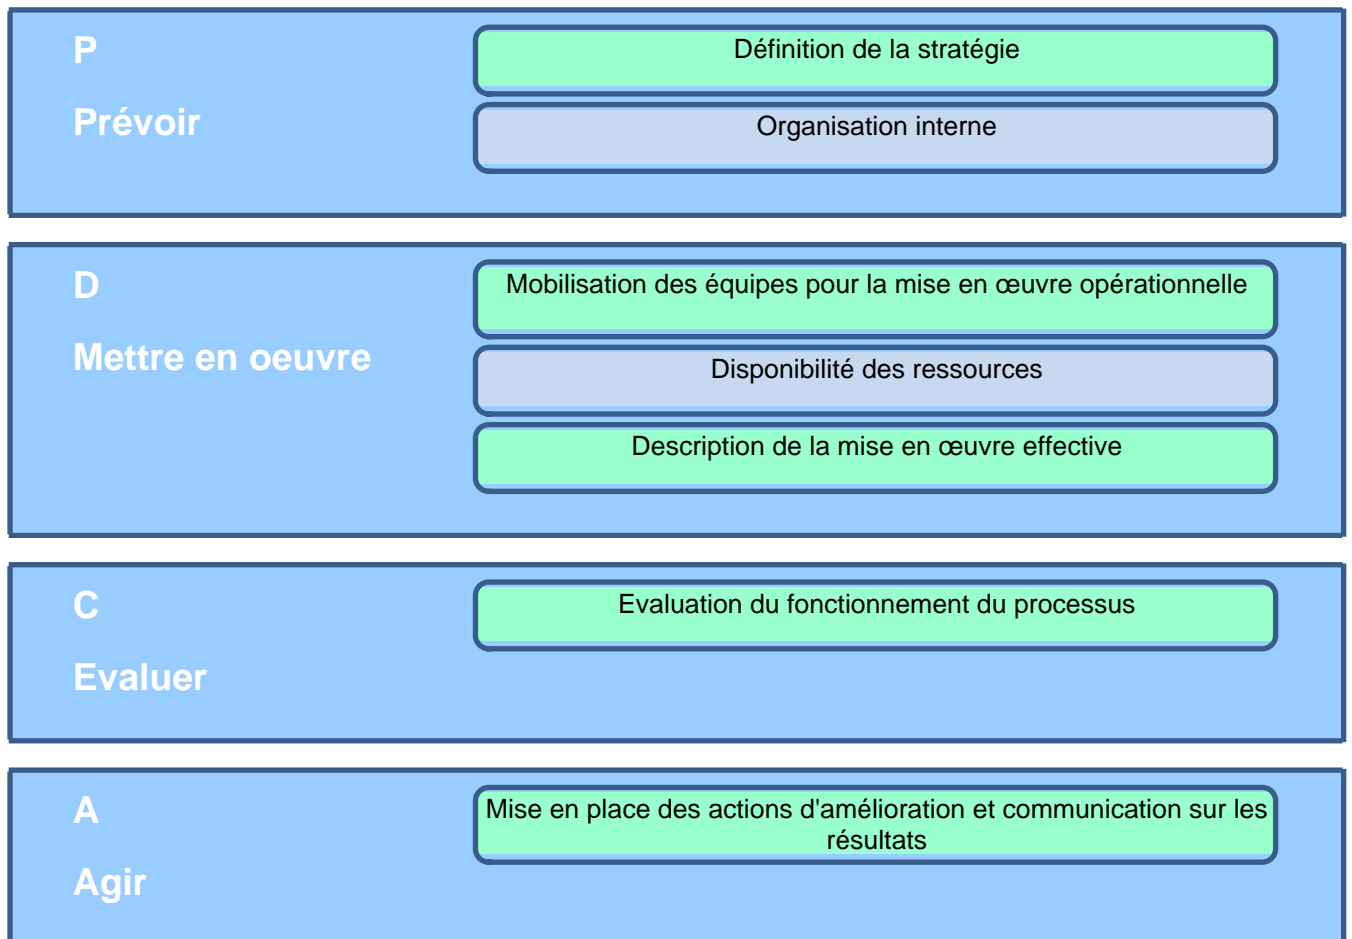 P
Définition de la stratégie
Prévoir
Organisation interne
D
Mobilisation des équipes pour la mise en œuvre opérationnelle
Mettre en oeuvre
Disponibilité des ressources
Description de la mise en œuvre effective
C
Evaluation du fonctionnement du processus
Evaluer
A
Mise en place des actions d'amélioration et communication sur les
résultats
Agir